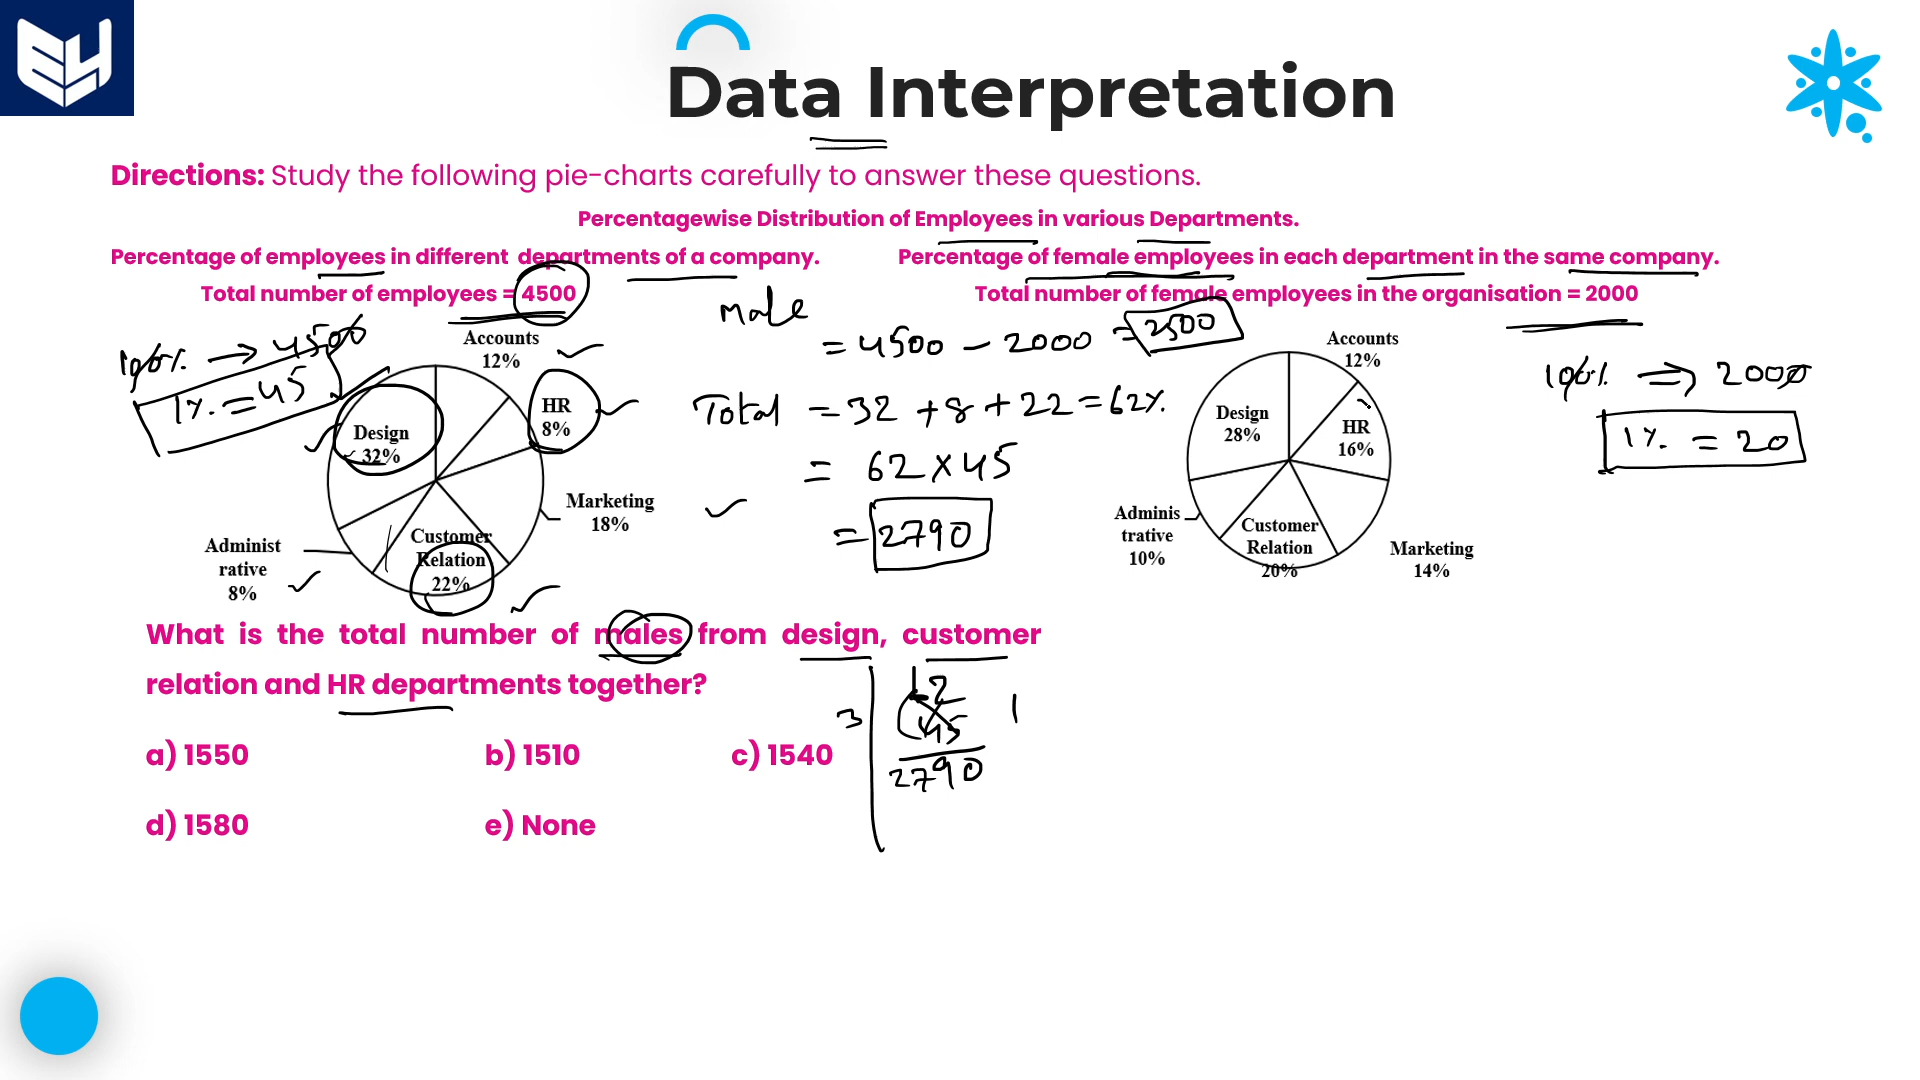 Data Interpretation
Directions: Study the following pie-charts carefully to answer these questions.
Percentagewise Distribution of Employees in various Departments.
Percentage of employees in different departments of a company.
Total number of employees = 4500
Percentage of female employees in each department in the same company.
Total number of female employees in the organisation = 2000
100% → 4500
1% = 45
Accounts
12%
HR
8%
Marketing
18%
Customer
Relation
22%
Administ
rative
8%
Design
32%
Male
= 4500 - 2000 = 2500
Total = 32 + 8 + 22 = 62%
= 62 × 45
= 2790
Accounts
12%
HR
16%
Marketing
14%
Customer
Relation
20%
Adminis
trative
10%
Design
28%
100% ⇒ 2000
1% = 20
What is the total number of males from design, customer
relation and HR departments together?
a) 1550
b) 1510
c) 1540
d) 1580
e) None
3
62
45
1
2790